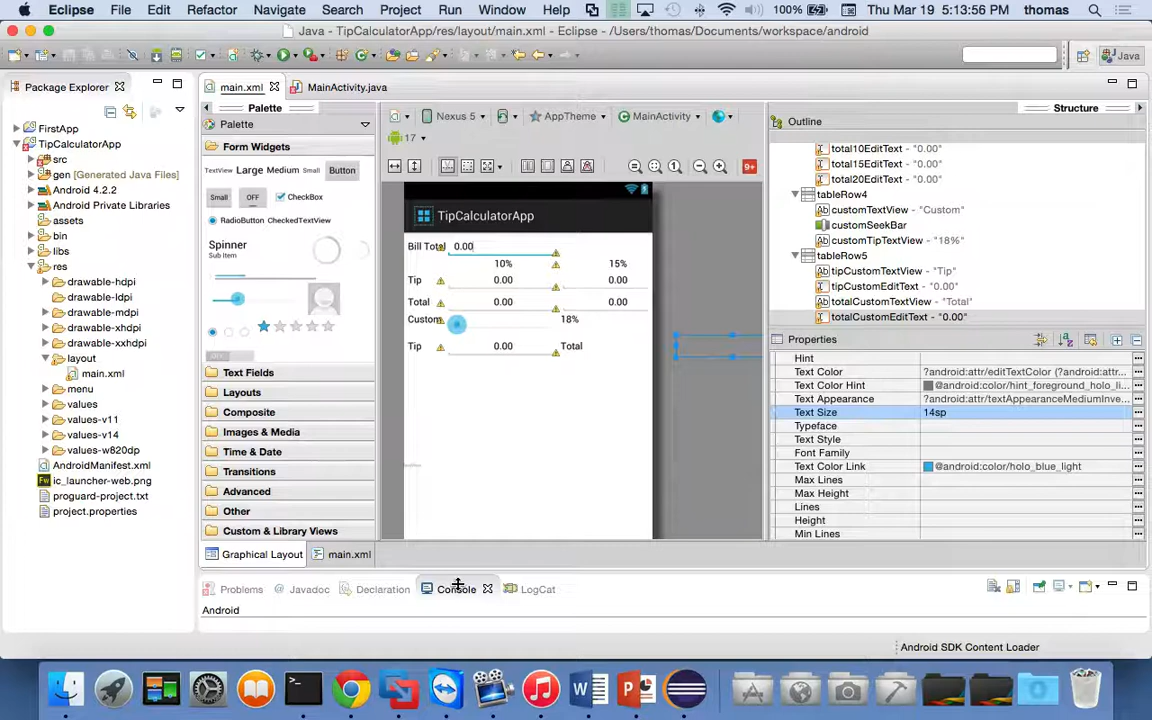 Eclipse File Edit Refactor Navigate Search Project Run Window Help 100% Thu Mar 19 5:13:56 PM thomas
Java - TipCalculatorApp/res/layout/main.xml - Eclipse - /Users/thomas/Documents/workspace/android
Java
Package Explorer
FirstApp
TipCalculatorApp
src
gen [Generated Java Files]
Android 4.2.2
Android Private Libraries
assets
bin
libs
res
drawable-hdpi
drawable-ldpi
drawable-mdpi
drawable-xhdpi
drawable-xxhdpi
layout
main.xml
menu
values
values-v11
values-v14
values-w820dp
AndroidManifest.xml
ic_launcher-web.png
proguard-project.txt
project.properties
main.xml MainActivity.java
Palette
Palette
Form Widgets
TextView Large Medium Small Button
Small OFF CheckBox
RadioButton CheckedTextView
Spinner
Sub Item
OFF
Text Fields
Layouts
Composite
Images & Media
Time & Date
Transitions
Advanced
Other
Custom & Library Views
Graphical Layout main.xml
Nexus 5 AppTheme MainActivity
17
1 9+
TipCalculatorApp
Bill Total 0.00
10% 15%
Tip 0.00 0.00
Total 0.00 0.00
Custom 18%
Tip 0.00 Total
Structure
Outline
total10EditText - "0.00"
total15EditText - "0.00"
total20EditText - "0.00"
tableRow4
customTextView - "Custom"
customSeekBar
customTipTextView - "18%"
tableRow5
tipCustomTextView - "Tip"
tipCustomEditText - "0.00"
totalCustomTextView - "Total"
totalCustomEditText - "0.00"
Properties
Hint
Text Color ?android:attr/editTextColor (?android:attr...
Text Color Hint @android:color/hint_foreground_holo_li...
Text Appearance ?android:attr/textAppearanceMediumInve...
Text Size 14sp
Typeface
Text Style
Font Family
Text Color Link @android:color/holo_blue_light
Max Lines
Max Height
Lines
Height
Min Lines
Problems @ Javadoc Declaration Console LogCat
Android
Android SDK Content Loader